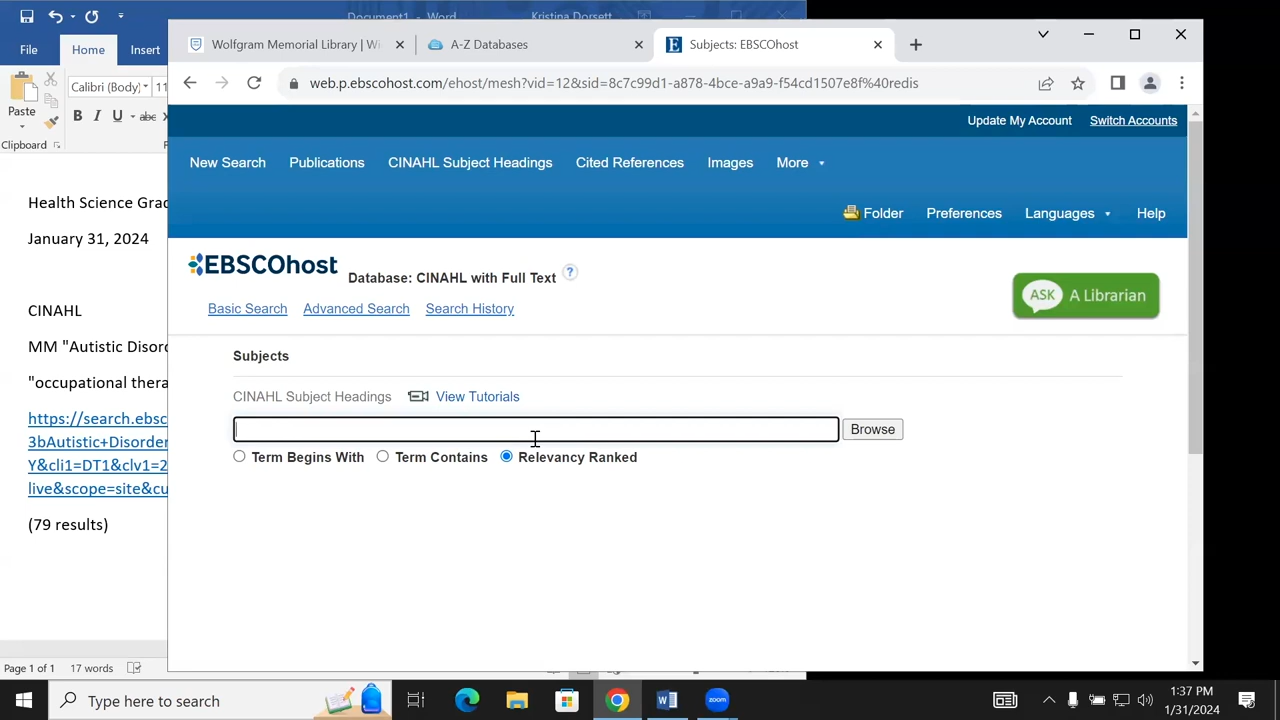 Document1 - Word
Kristina Dorsett
File
Home
Insert
Calibri (Body)
11
Paste
B I U abc
Clipboard
Wolfgram Memorial Library | Wi
A-Z Databases
Subjects: EBSCOhost
web.p.ebscohost.com/ehost/mesh?vid=12&sid=8c7c99d1-a878-4bce-a9a9-f54cd1507e8f%40redis
Update My Account
Switch Accounts
New Search
Publications
CINAHL Subject Headings
Cited References
Images
More
Folder
Preferences
Languages
Help
EBSCOhost
Database: CINAHL with Full Text
?
Basic Search
Advanced Search
Search History
ASK A Librarian
Subjects
CINAHL Subject Headings
View Tutorials
Browse
Term Begins With
Term Contains
Relevancy Ranked
Health Science Grad
January 31, 2024
CINAHL
MM "Autistic Disord
"occupational thera
https://search.ebsc
3bAutistic+Disorder
Y&cli1=DT1&clv1=2
live&scope=site&cu
(79 results)
Page 1 of 1
17 words
Type here to search
zoom
1:37 PM
1/31/2024